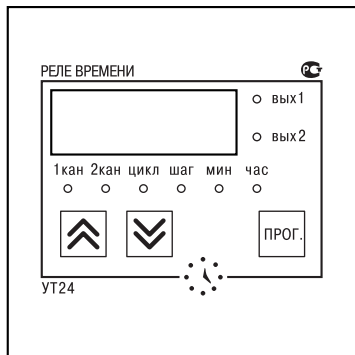 РЕЛЕ ВРЕМЕНИ
вых1
вых2
1кан 2кан цикл шаг мин час
ПРОГ.
УТ24